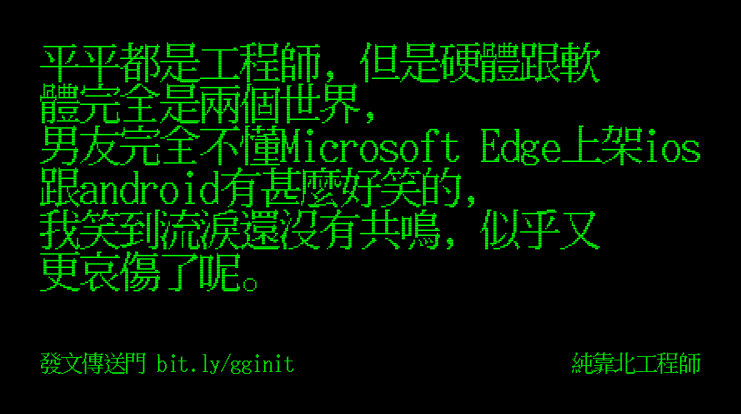 平平都是工程師，但是硬體跟軟
體完全是兩個世界，
男友完全不懂Microsoft Edge上架ios
跟android有甚麼好笑的，
我笑到流淚還沒有共鳴，似乎又
更哀傷了呢。
發文傳送門 bit.ly/gginit
純靠北工程師